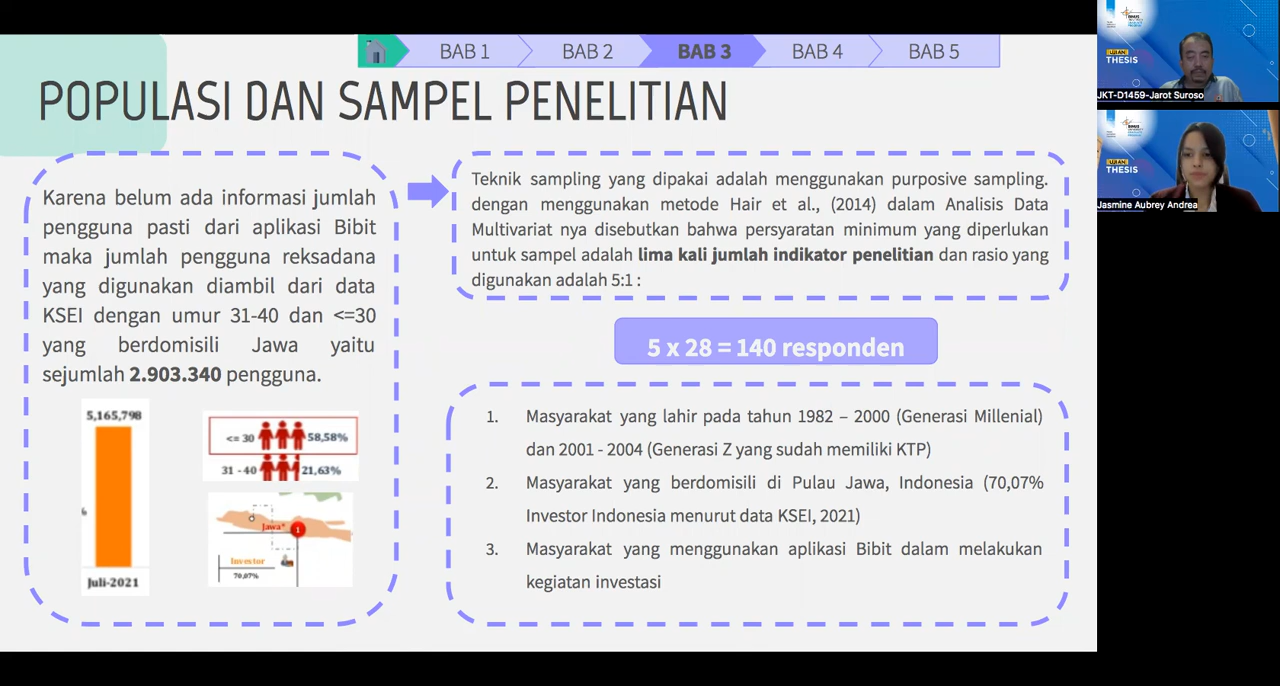 BAB 1
BAB 2
BAB 3
BAB 4
BAB 5
POPULASI DAN SAMPEL PENELITIAN
Karena belum ada informasi jumlah
pengguna pasti dari aplikasi Bibit
maka jumlah pengguna reksadana
yang digunakan diambil dari data
KSEI dengan umur 31-40 dan <=30
yang berdomisili Jawa yaitu
sejumlah 2.903.340 pengguna.
5,165,798
Juli-2021
<= 30 58,58%
31 - 40 21,63%
Jawa*
1
Investor
70,07%
Teknik sampling yang dipakai adalah menggunakan purposive sampling.
dengan menggunakan metode Hair et al., (2014) dalam Analisis Data
Multivariat nya disebutkan bahwa persyaratan minimum yang diperlukan
untuk sampel adalah lima kali jumlah indikator penelitian dan rasio yang
digunakan adalah 5:1 :
5 x 28 = 140 responden
1. Masyarakat yang lahir pada tahun 1982 – 2000 (Generasi Millenial)
dan 2001 - 2004 (Generasi Z yang sudah memiliki KTP)
2. Masyarakat yang berdomisili di Pulau Jawa, Indonesia (70,07%
Investor Indonesia menurut data KSEI, 2021)
3. Masyarakat yang menggunakan aplikasi Bibit dalam melakukan
kegiatan investasi
UJIAN
THESIS
JKT-D1459-Jarot Suroso
UJIAN
THESIS
Jasmine Aubrey Andrea